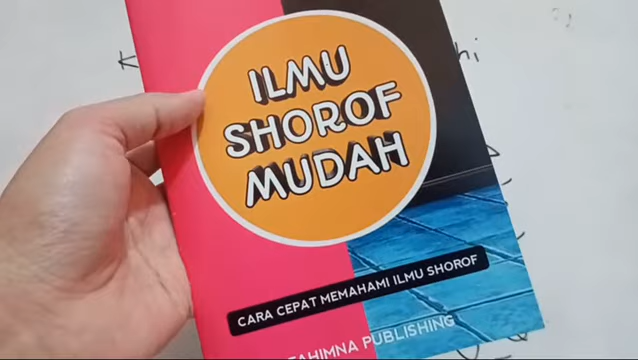 ILMU
SHOROF
MUDAH
CARA CEPAT MEMAHAMI ILMU SHOROF
PUBLISHING